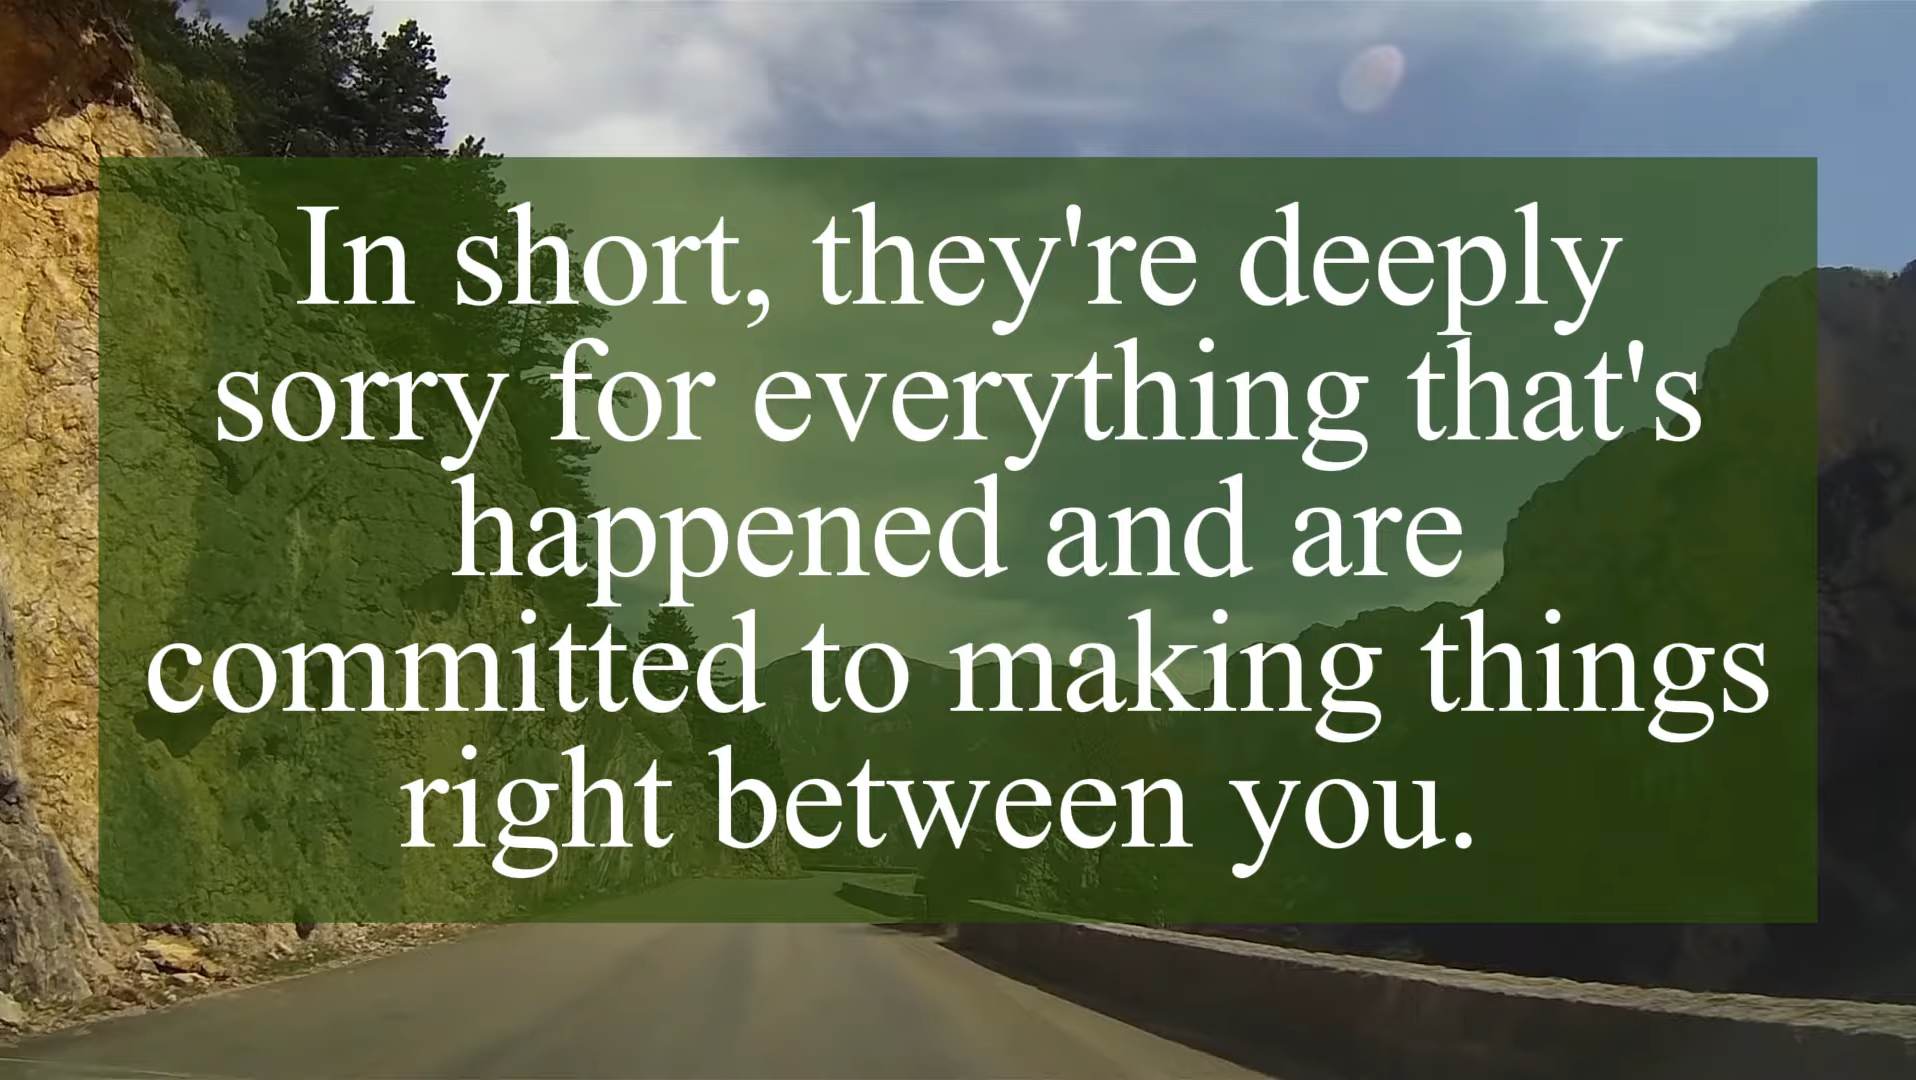 In short, they're deeply
sorry for everything that's
happened and are
committed to making things
right between you.